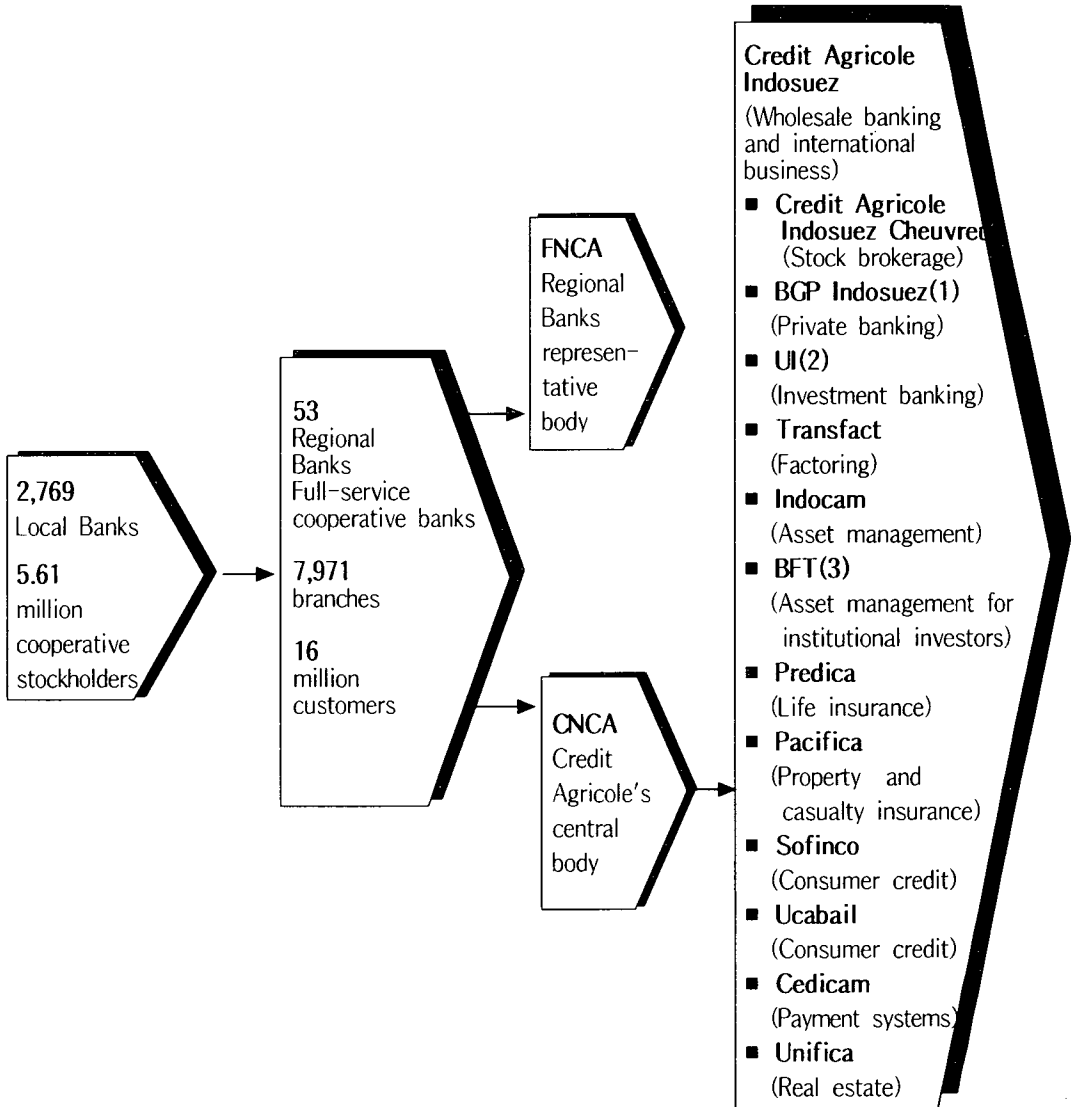 2,769
Local Banks
5.61
million
cooperative
stockholders
53
Regional
Banks
Full-service
cooperative banks
7,971
branches
16
million
customers
FNCA
Regional
Banks
represen-
tative
body
CNCA
Credit
Agricole's
central
body
Credit Agricole
Indosuez
(Wholesale banking
and international
business)
■ Credit Agricole
Indosuez Cheuvreu
(Stock brokerage)
■ BGP Indosuez(1)
(Private banking)
■ UI(2)
(Investment banking)
■ Transfact
(Factoring)
■ Indocam
(Asset management)
■ BFT(3)
(Asset management for
institutional investors)
■ Predica
(Life insurance)
■ Pacifica
(Property and
casualty insurance)
■ Sofinco
(Consumer credit)
■ Ucabail
(Consumer credit)
■ Cedicam
(Payment systems)
■ Unifica
(Real estate)